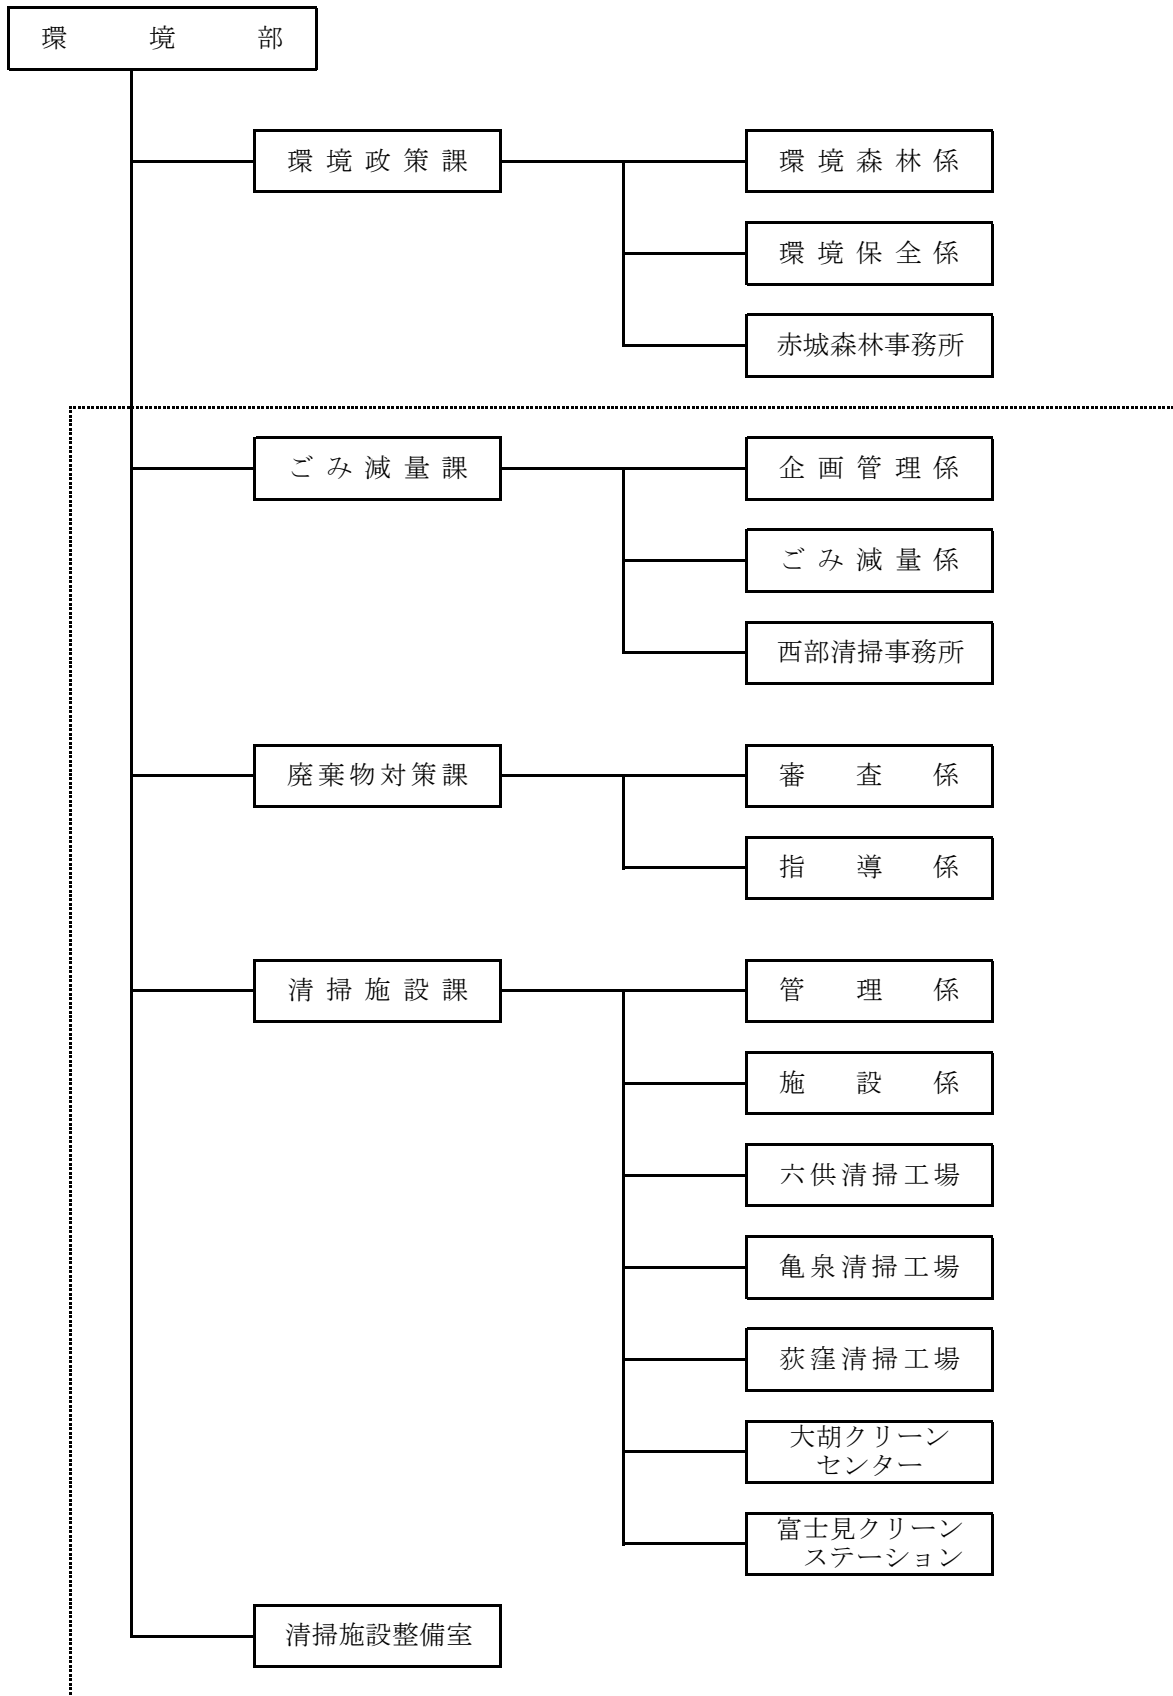 環境部
環境政策課
環境森林係
環境保全係
赤城森林事務所
ごみ減量課
企画管理係
ごみ減量係
西部清掃事務所
廃棄物対策課
審査係
指導係
清掃施設課
管理係
施設係
六供清掃工場
亀泉清掃工場
荻窪清掃工場
大胡クリーン
センター
富士見クリーン
ステーション
清掃施設整備室